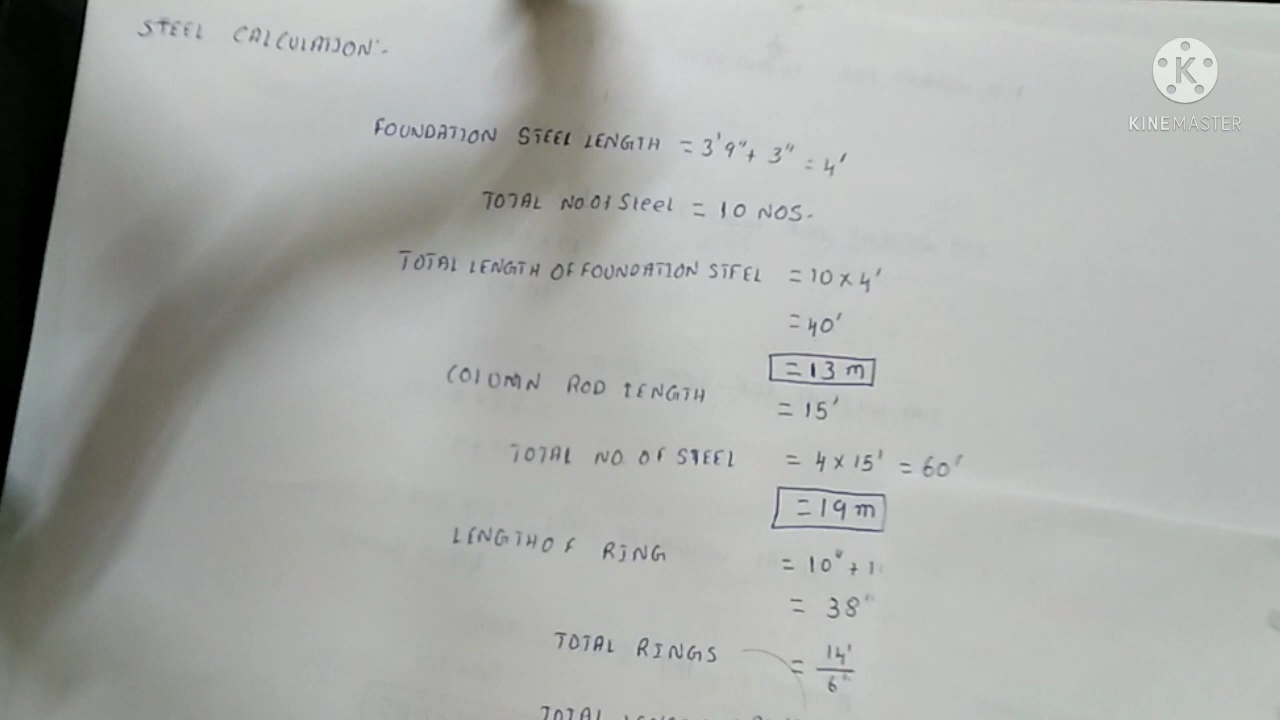 STEEL CALCULATION:-
K
KINEMASTER
FOUNDATION STEEL LENGTH = 3'9"+ 3" = 4'
TOTAL NO.Of Steel = 10 NOS.
TOTAL LENGTH OF FOUNDATION STEEL = 10 x 4'
= 40'
= 13 m
COLUMN ROD LENGTH = 15'
TOTAL NO. OF STEEL = 4 x 15' = 60'
= 19 m
LENGTH OF RING = 10" + 1
= 38"
TOTAL RINGS = 14'
6"
TOTAL